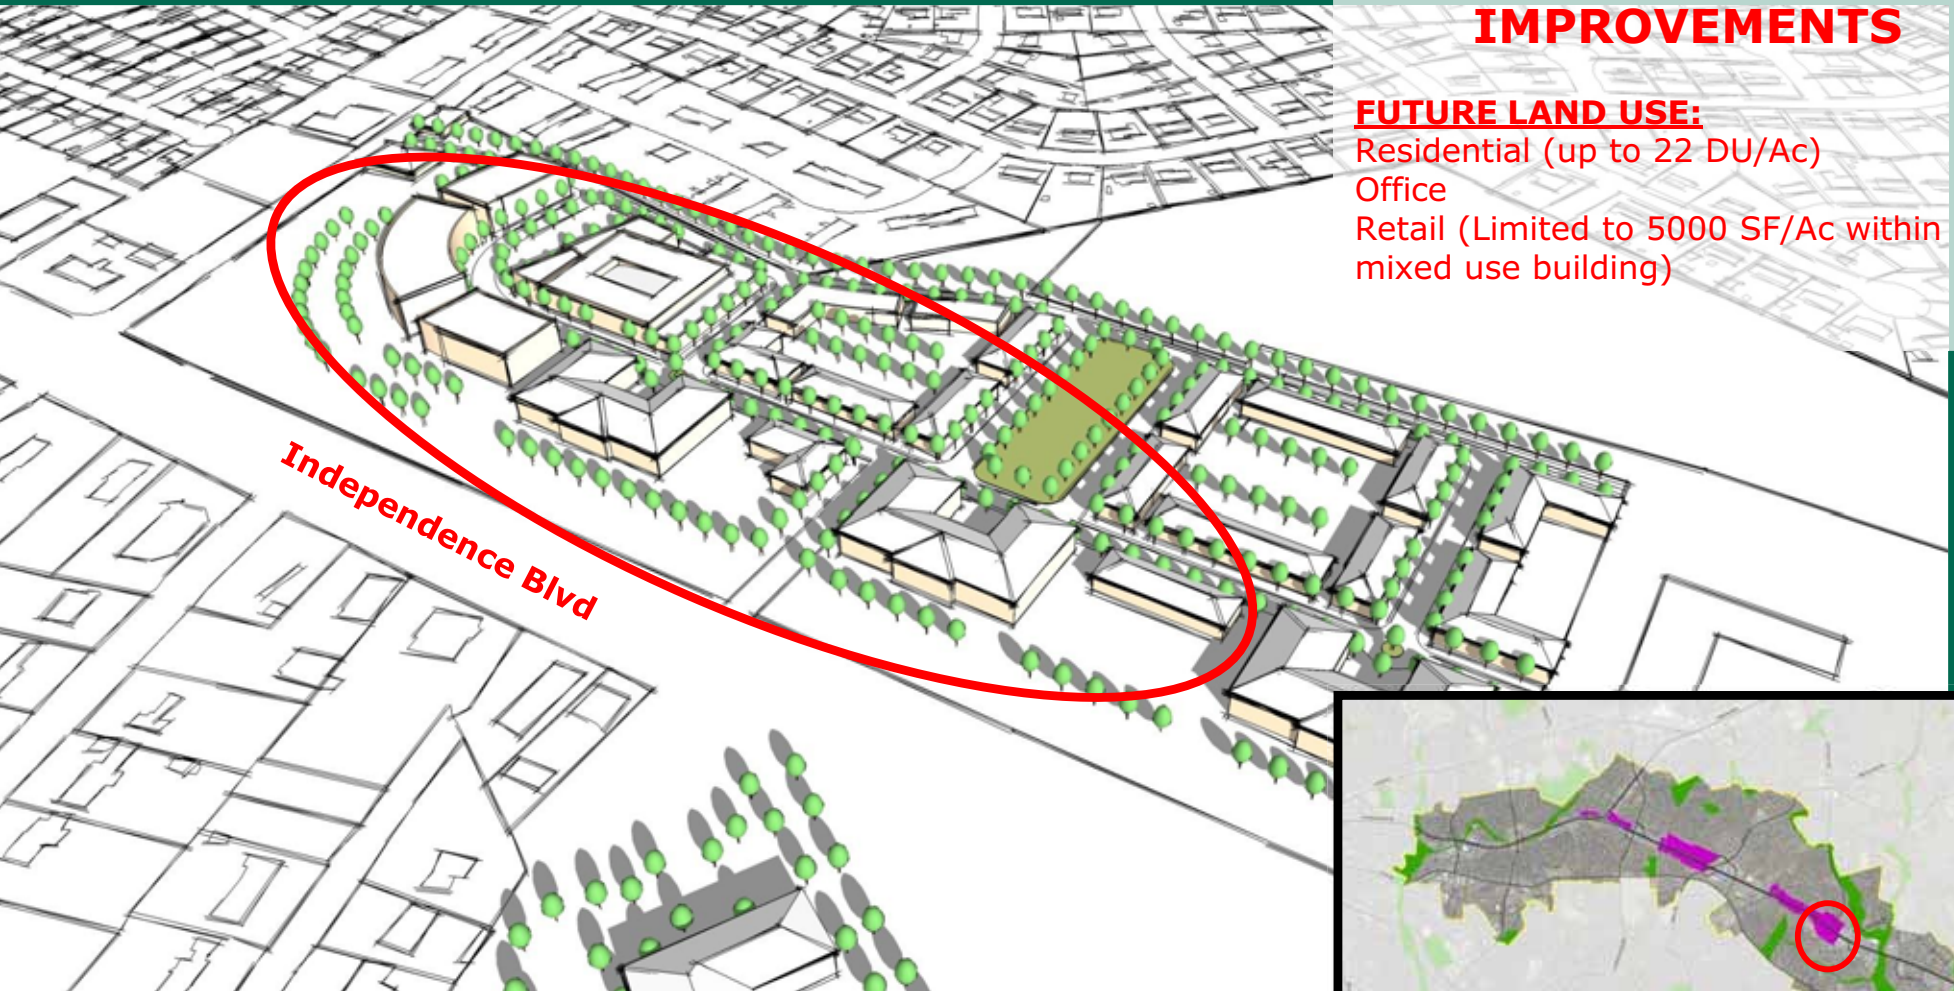 IMPROVEMENTS
FUTURE LAND USE:
Residential (up to 22 DU/Ac)
Office
Retail (Limited to 5000 SF/Ac within
mixed use building)
Independence Blvd